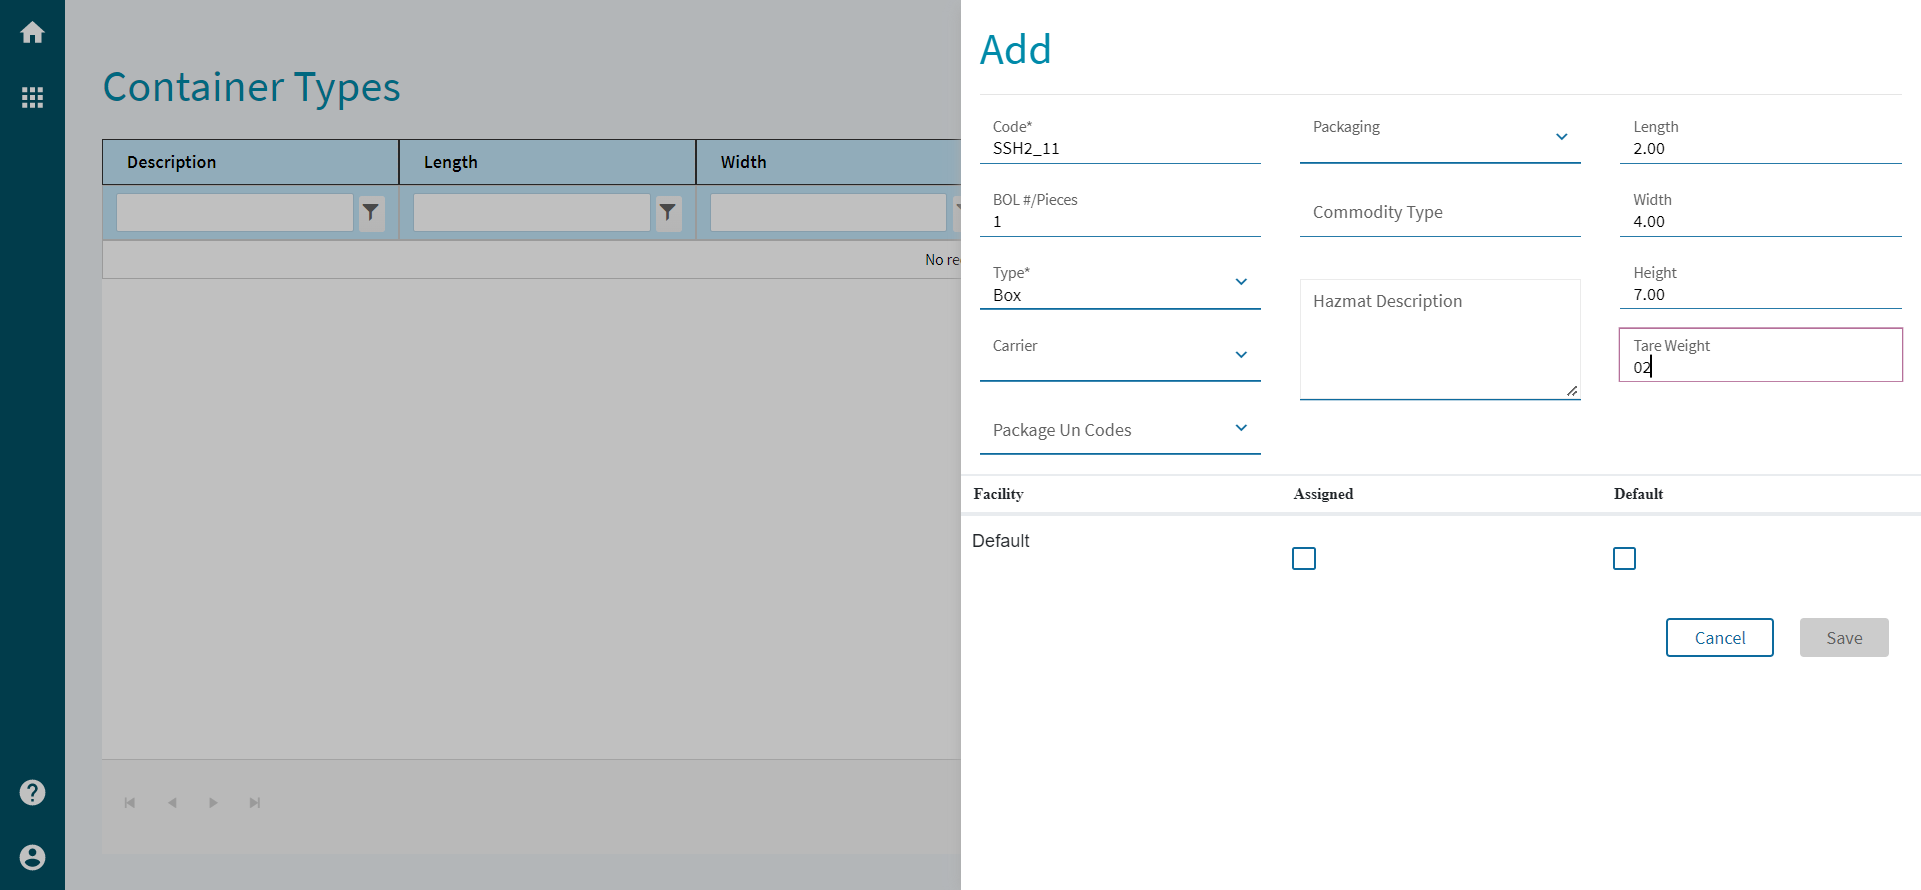 Container Types
Description
Length
Width
No re
Add
Code*
SSH2_11
Packaging
Length
2.00
BOL #/Pieces
1
Commodity Type
Width
4.00
Type*
Box
Hazmat Description
Height
7.00
Carrier
Tare Weight
02
Package Un Codes
Facility
Assigned
Default
Default
Cancel
Save